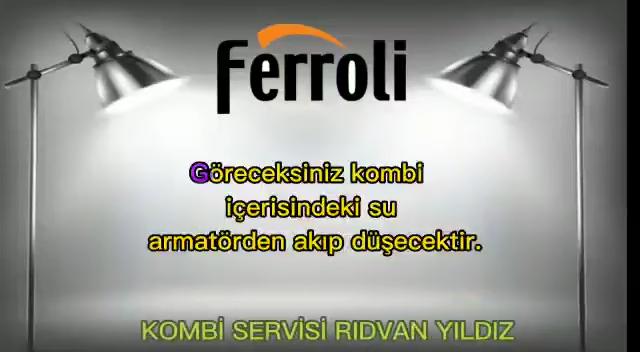 Ferroli
Göreceksiniz kombi
içerisindeki su
armatörden akıp düşecektir.
KOMBİ SERVİSİ RIDVAN YILDIZ